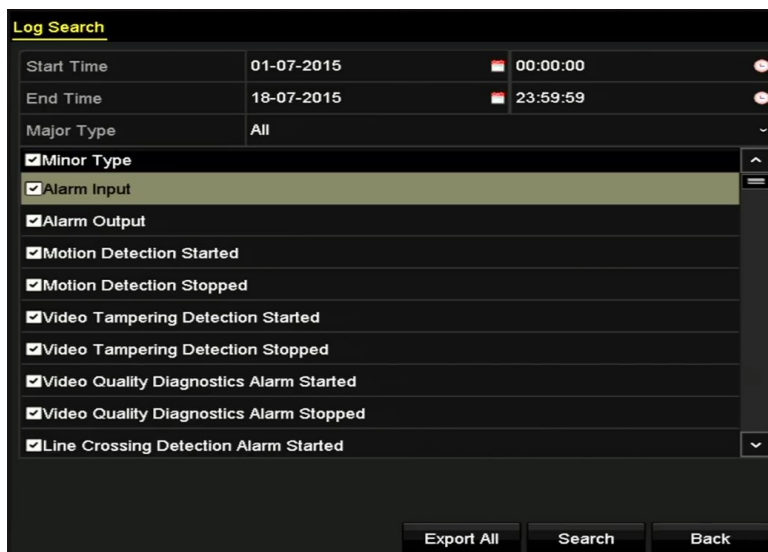 Log Search
Start Time 01-07-2015 00:00:00
End Time 18-07-2015 23:59:59
Major Type All
Minor Type
Alarm Input
Alarm Output
Motion Detection Started
Motion Detection Stopped
Video Tampering Detection Started
Video Tampering Detection Stopped
Video Quality Diagnostics Alarm Started
Video Quality Diagnostics Alarm Stopped
Line Crossing Detection Alarm Started
Export All Search Back